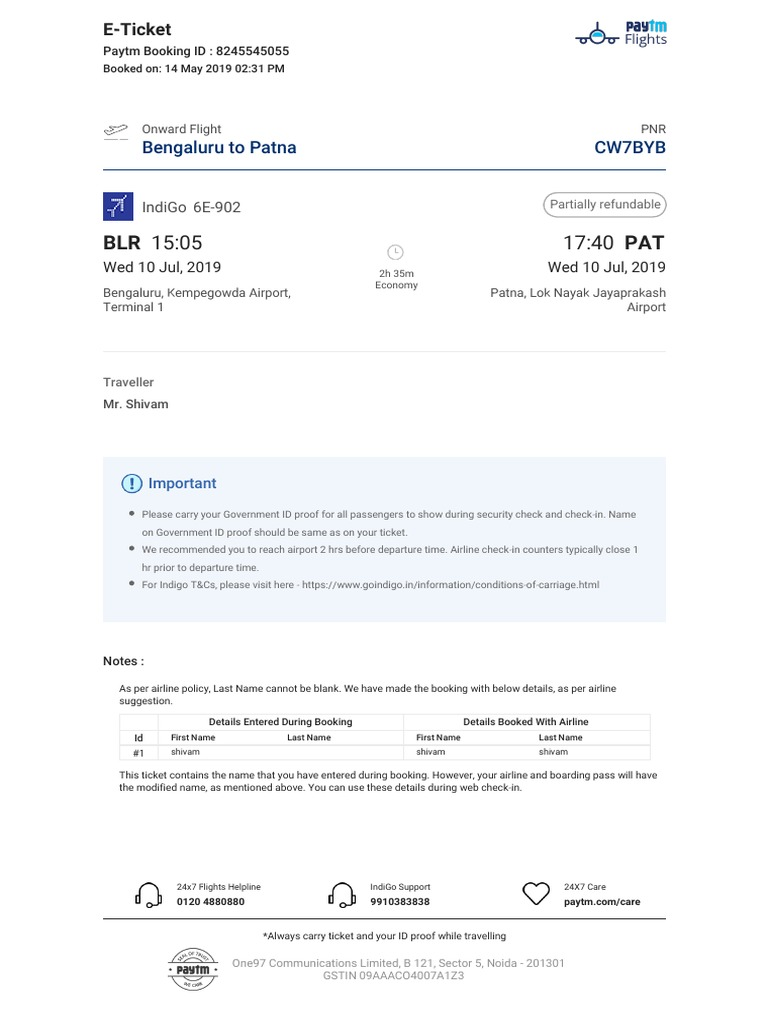 E-Ticket
Paytm Booking ID : 8245545055
Booked on: 14 May 2019 02:31 PM
paytm
Flights
Onward Flight
PNR
Bengaluru to Patna
CW7BYB
IndiGo 6E-902
Partially refundable
BLR 15:05
17:40 PAT
Wed 10 Jul, 2019
2h 35m
Economy
Wed 10 Jul, 2019
Bengaluru, Kempegowda Airport,
Terminal 1
Patna, Lok Nayak Jayaprakash
Airport
Traveller
Mr. Shivam
Important
Please carry your Government ID proof for all passengers to show during security check and check-in. Name
on Government ID proof should be same as on your ticket.
We recommended you to reach airport 2 hrs before departure time. Airline check-in counters typically close 1
hr prior to departure time.
For Indigo T&Cs, please visit here - https://www.goindigo.in/information/conditions-of-carriage.html
Notes :
As per airline policy, Last Name cannot be blank. We have made the booking with below details, as per airline
suggestion.
Details Entered During Booking Details Booked With Airline
Id First Name Last Name First Name Last Name
#1 shivam shivam shivam
This ticket contains the name that you have entered during booking. However, your airline and boarding pass will have
the modified name, as mentioned above. You can use these details during web check-in.
24x7 Flights Helpline
0120 4880880
IndiGo Support
9910383838
24X7 Care
paytm.com/care
*Always carry ticket and your ID proof while travelling
SEAL OF TRUST
paytm
WE CARE
One97 Communications Limited, B 121, Sector 5, Noida - 201301
GSTIN 09AAACO4007A1Z3